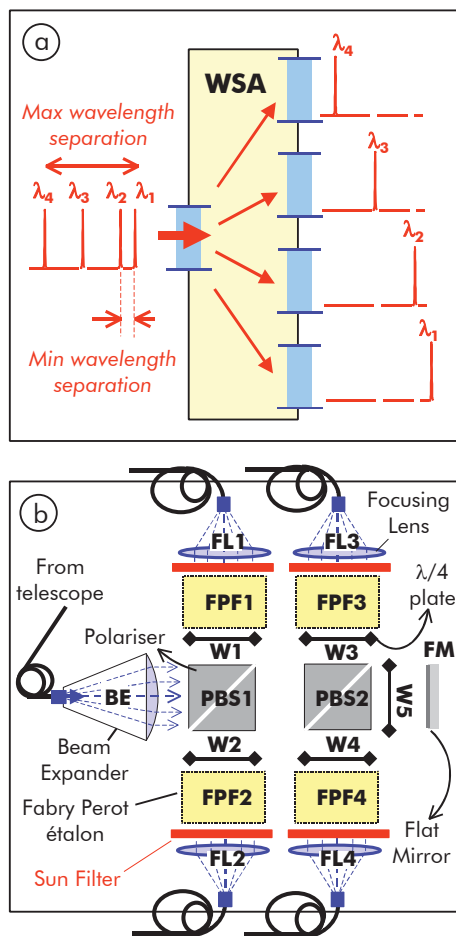 a
WSA
λ4
Max wavelength
separation
λ3
λ4 λ3 λ2 λ1
λ2
Min wavelength
separation
λ1
b
Focusing
Lens
FL1
FL3
From
telescope
λ/4
plate
FPF1
FPF3
Polariser
W1
W3
FM
BE
PBS1
PBS2
W5
Beam
Expander
W2
W4
Fabry Perot
étalon
FPF2
FPF4
Flat
Mirror
Sun Filter
FL2
FL4